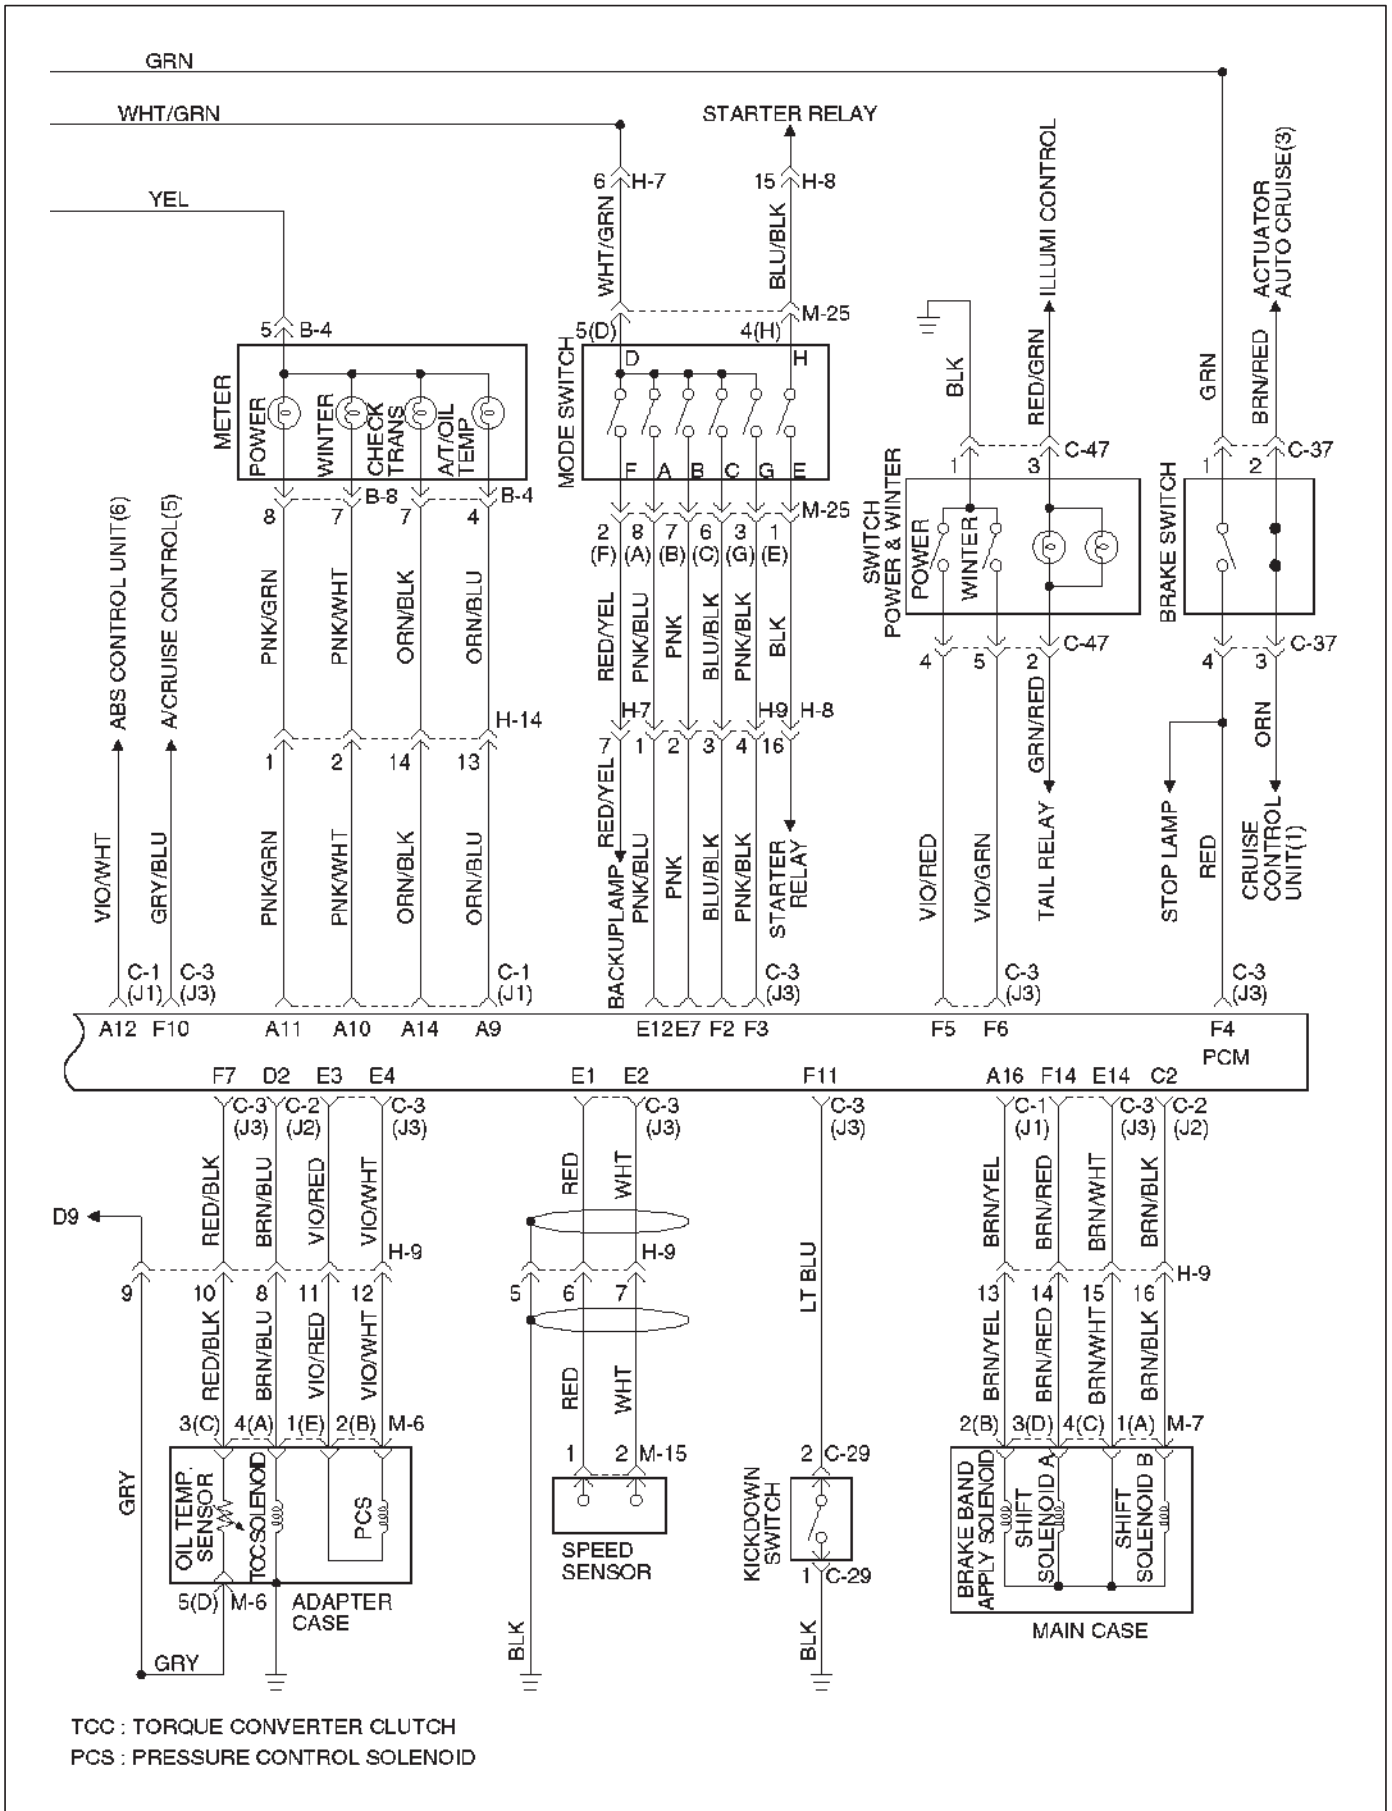 GRN
WHT/GRN
STARTER RELAY
YEL
6
H-7
15
H-8
WHT/GRN
BLU/BLK
ILLUMI CONTROL
ACTUATOR
AUTO CRUISE(3)
5
B-4
5(D)
4(H)
M-25
BLK
RED/GRN
GRN
BRN/RED
METER
POWER
WINTER
CHECK
TRANS
A/T/OIL
TEMP
MODE SWITCH
D
H
F
A
B
C
G
E
1
3
C-47
1
2
C-37
8
7
B-8
7
4
B-4
M-25
2
8
7
6
3
1
(F)
(A)
(B)
(C)
(G)
(E)
SWITCH
POWER & WINTER
POWER
WINTER
BRAKE SWITCH
ABS CONTROL UNIT(6)
A/CRUISE CONTROL(5)
PNK/GRN
PNK/WHT
ORN/BLK
ORN/BLU
RED/YEL
PNK/BLU
PNK
BLU/BLK
PNK/BLK
BLK
4
5
2
C-47
4
3
C-37
H-14
1
2
14
13
H-7
H-9
H-8
7
1
2
3
4
16
GRN/RED
ORN
VIO/WHT
GRY/BLU
PNK/GRN
PNK/WHT
ORN/BLK
ORN/BLU
RED/YEL
BACKUPLAMP
PNK/BLU
PNK
BLU/BLK
PNK/BLK
STARTER
RELAY
VIO/RED
VIO/GRN
TAIL RELAY
STOP LAMP
RED
CRUISE
CONTROL
UNIT(1)
C-1
(J1)
C-3
(J3)
C-1
(J1)
C-3
(J3)
C-3
(J3)
C-3
(J3)
A12
F10
A11
A10
A14
A9
E12
E7
F2
F3
F5
F6
F4
PCM
F7
D2
E3
E4
E1
E2
F11
A16
F14
E14
C2
C-3
(J3)
C-2
(J2)
C-3
(J3)
C-3
(J3)
C-3
(J3)
C-1
(J1)
C-3
(J3)
C-2
(J2)
RED/BLK
BRN/BLU
VIO/RED
VIO/WHT
RED
WHT
LT BLU
BRN/YEL
BRN/RED
BRN/WHT
BRN/BLK
D9
H-9
H-9
H-9
9
10
8
11
12
5
6
7
13
14
15
16
RED/BLK
BRN/BLU
VIO/RED
VIO/WHT
RED
WHT
BRN/YEL
BRN/RED
BRN/WHT
BRN/BLK
3(C)
4(A)
1(E)
2(B)
M-6
1
2
M-15
2
C-29
2(B)
3(D)
4(C)
1(A)
M-7
GRY
OIL TEMP.
SENSOR
TCC SOLENOID
PCS
SPEED
SENSOR
KICKDOWN
SWITCH
BRAKE BAND
APPLY SOLENOID
SHIFT
SOLENOID A
SHIFT
SOLENOID B
1
C-29
5(D)
M-6
ADAPTER
CASE
MAIN CASE
GRY
BLK
BLK
TCC : TORQUE CONVERTER CLUTCH
PCS : PRESSURE CONTROL SOLENOID